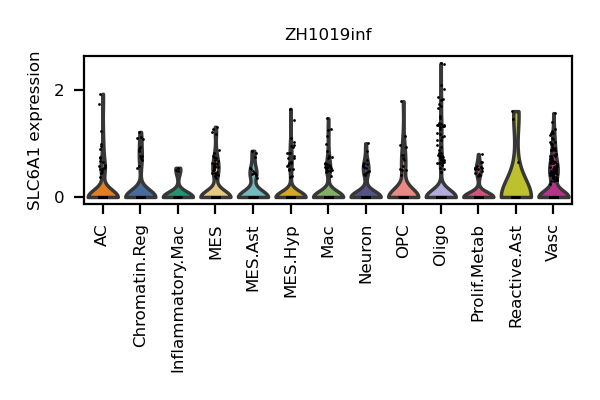 ZH1019inf
SLC6A1 expression
2
0
AC
Chromatin.Reg
Inflammatory.Mac
MES
MES.Ast
MES.Hyp
Mac
Neuron
OPC
Oligo
Prolif.Metab
Reactive.Ast
Vasc